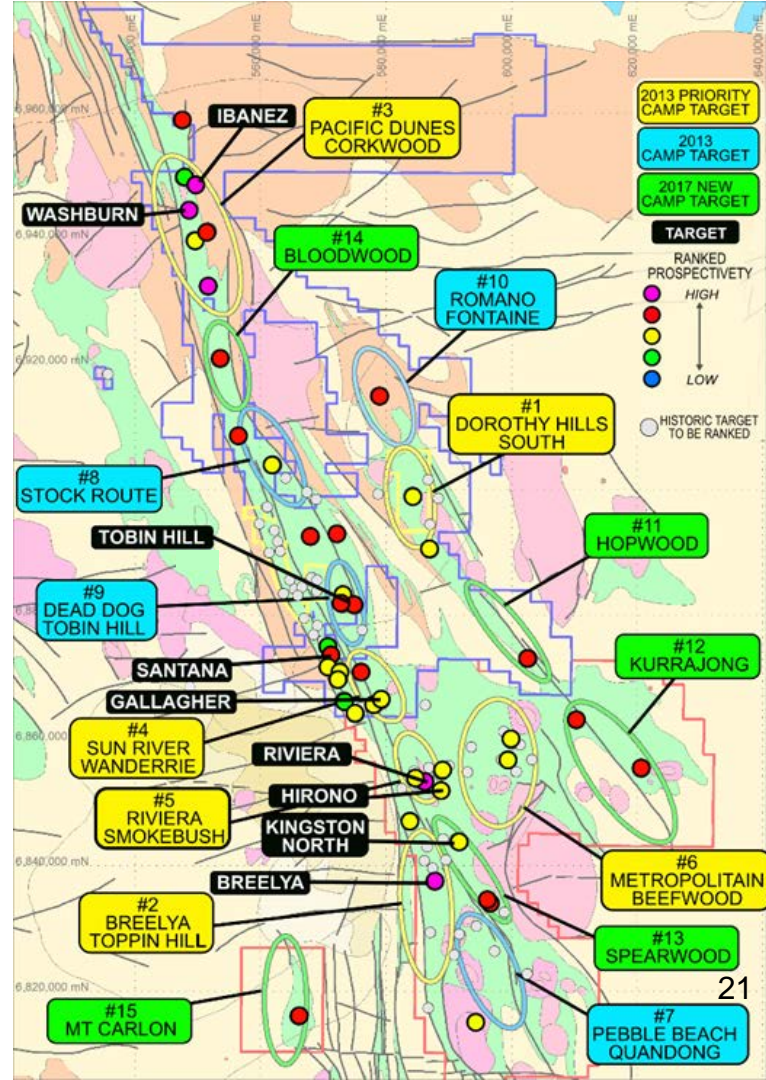 560,000 mE
580,000 mE
600,000 mE
620,000 mE
2013 PRIORITY
CAMP TARGET
2013
CAMP TARGET
2017 NEW
CAMP TARGET
TARGET
RANKED
PROSPECTIVETY
HIGH
LOW
HISTORIC TARGET
TO BE RANKED
6,960,000 mN
IBANEZ
#3
PACIFIC DUNES
CORKWOOD
WASHBURN
6,940,000 mN
#14
BLOODWOOD
#10
ROMANO
FONTAINE
6,920,000 mN
#1
DOROTHY HILLS
SOUTH
#8
STOCK ROUTE
TOBIN HILL
#11
HOPWOOD
#9
DEAD DOG
TOBIN HILL
#12
KURRAJONG
SANTANA
GALLAGHER
#4
SUN RIVER
WANDERRIE
6,860,000 mN
RIVIERA
HIRONO
#5
RIVIERA
SMOKEBUSH
KINGSTON
NORTH
6,840,000 mN
#6
METROPOLITAIN
BEEFWOOD
BREELYA
#2
BREELYA
TOPPIN HILL
#13
SPEARWOOD
6,820,000 mN
21
#15
MT CARLON
#7
PEBBLE BEACH
QUANDONG